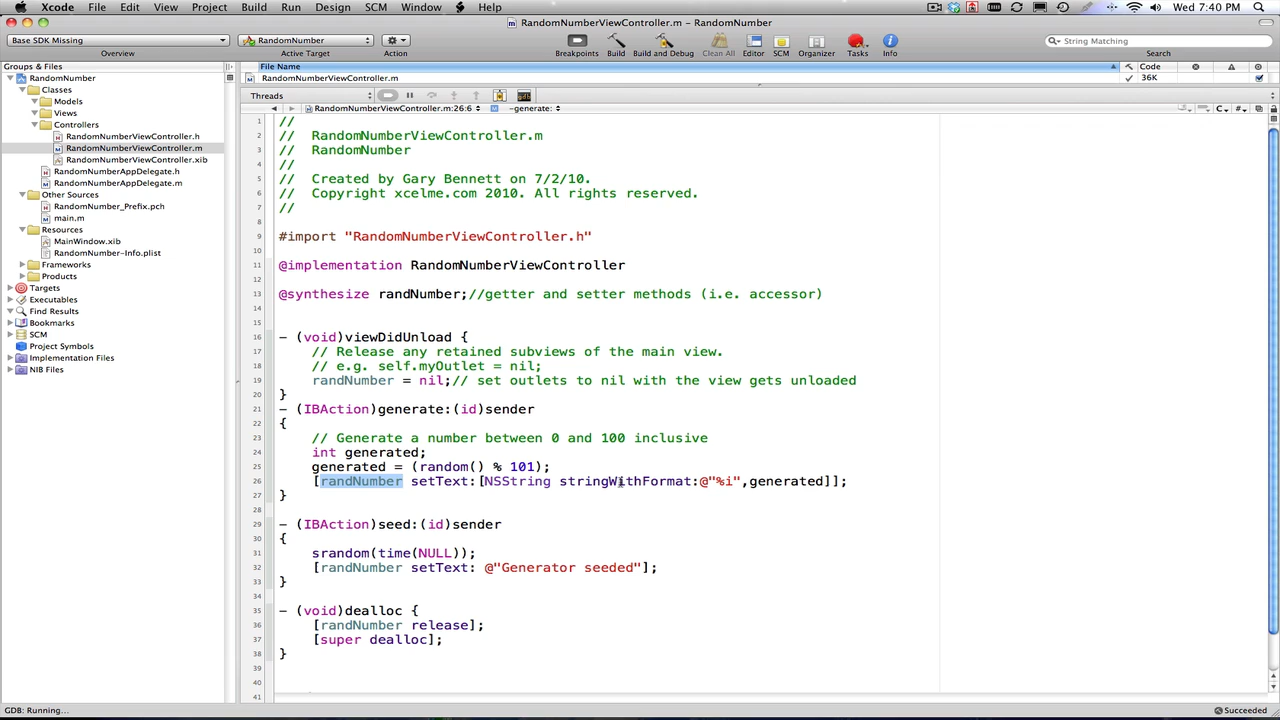 Xcode File Edit View Project Build Run Design SCM Window Help Wed 7:40 PM
RandomNumberViewController.m - RandomNumber
Base SDK Missing RandomNumber String Matching
Overview Active Target Action Breakpoints Build Build and Debug Clean All Editor SCM Organizer Tasks Info Search
Groups & Files File Name Code
RandomNumber RandomNumberViewController.m 36K
Classes
Models
Views
Controllers
RandomNumberViewController.h
RandomNumberViewController.m
RandomNumberViewController.xib
RandomNumberAppDelegate.h
RandomNumberAppDelegate.m
Other Sources
RandomNumber_Prefix.pch
main.m
Resources
MainWindow.xib
RandomNumber-Info.plist
Frameworks
Products
Targets
Executables
Find Results
Bookmarks
SCM
Project Symbols
Implementation Files
NIB Files
Threads
RandomNumberViewController.m:26:6 M -generate: C #
1 //
2 // RandomNumberViewController.m
3 // RandomNumber
4 //
5 // Created by Gary Bennett on 7/2/10.
6 // Copyright xcelme.com 2010. All rights reserved.
7 //
8
9 #import "RandomNumberViewController.h"
10
11 @implementation RandomNumberViewController
12
13 @synthesize randNumber;//getter and setter methods (i.e. accessor)
14
15
16 - (void)viewDidUnload {
17 // Release any retained subviews of the main view.
18 // e.g. self.myOutlet = nil;
19 randNumber = nil;// set outlets to nil with the view gets unloaded
20 }
21 - (IBAction)generate:(id)sender
22 {
23 // Generate a number between 0 and 100 inclusive
24 int generated;
25 generated = (random() % 101);
26 [randNumber setText:[NSString stringWithFormat:@"%i",generated]];
27 }
28
29 - (IBAction)seed:(id)sender
30 {
31 srandom(time(NULL));
32 [randNumber setText: @"Generator seeded"];
33 }
34
35 - (void)dealloc {
36 [randNumber release];
37 [super dealloc];
38 }
39
40
41
GDB: Running... Succeeded